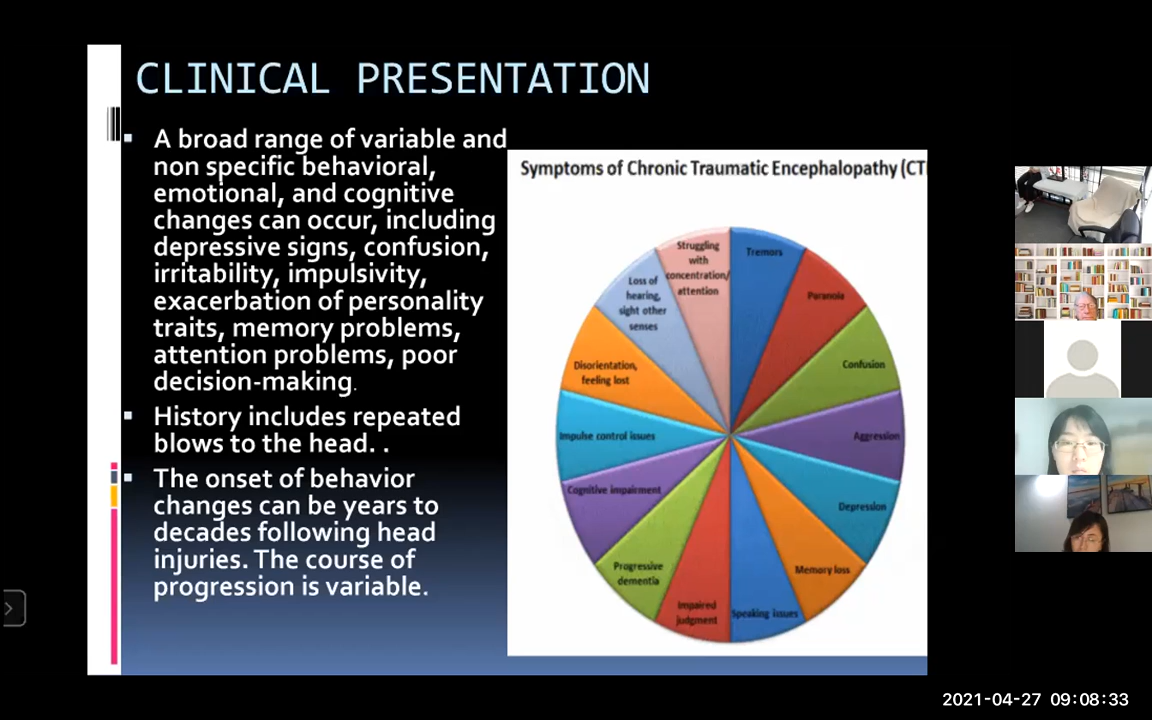 CLINICAL PRESENTATION
A broad range of variable and
non specific behavioral,
emotional, and cognitive
changes can occur, including
depressive signs, confusion,
irritability, impulsivity,
exacerbation of personality
traits, memory problems,
attention problems, poor
decision-making.
History includes repeated
blows to the head. .
The onset of behavior
changes can be years to
decades following head
injuries. The course of
progression is variable.
Symptoms of Chronic Traumatic Encephalopathy (CT
Struggling
with
concentration/
attention
Tremors
Paranoia
Confusion
Aggression
Depression
Memory loss
Speaking issues
Impaired
judgment
Progressive
dementia
Cognitive impairment
Impulse control issues
Disorientation,
feeling lost
Loss of
hearing,
sight other
senses
2021-04-27 09:08:33